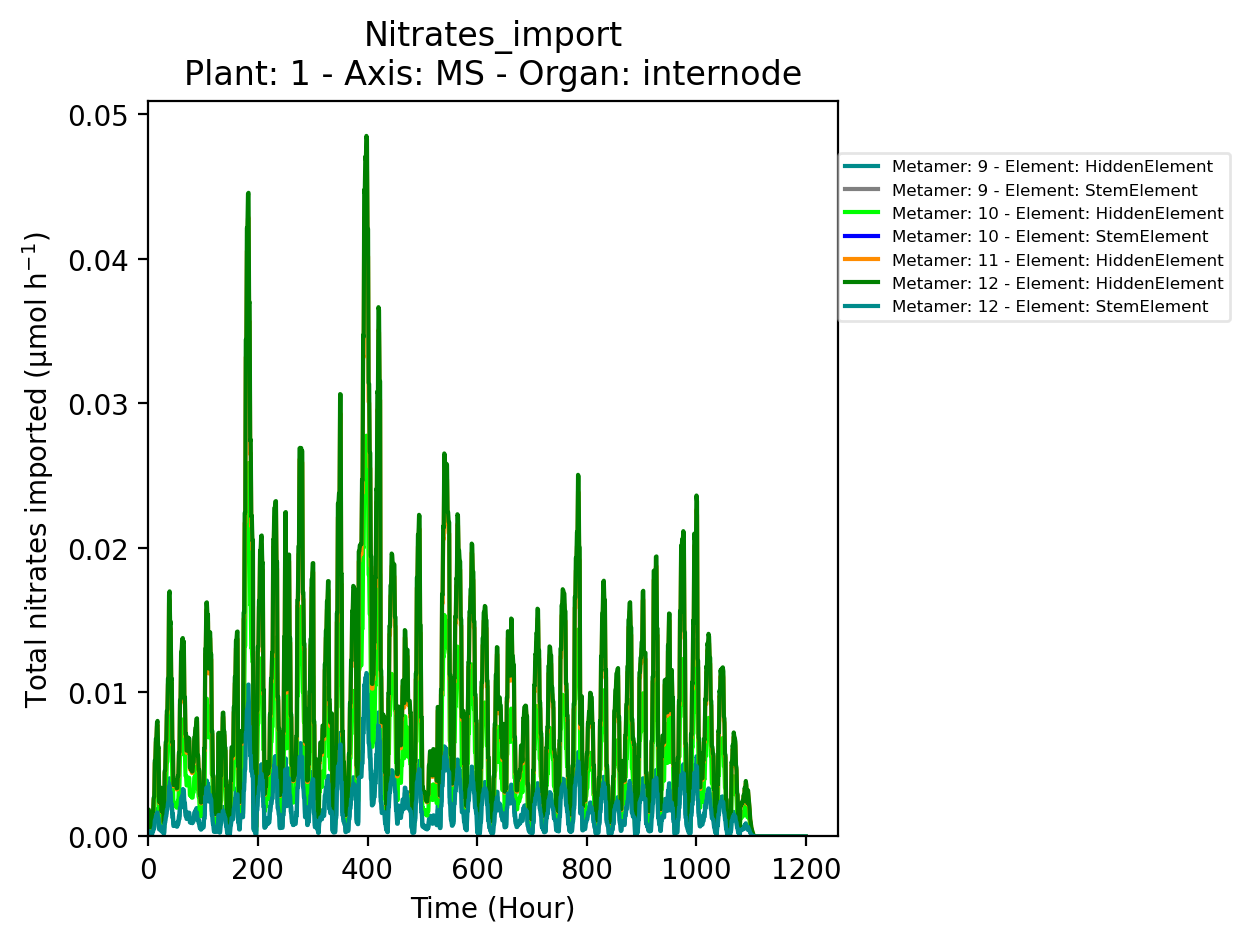 Nitrates_import
Plant: 1 - Axis: MS - Organ: internode
Total nitrates imported (µmol h⁻¹)
0.05
0.04
0.03
0.02
0.01
0.00
0 200 400 600 800 1000 1200
Time (Hour)
Metamer: 9 - Element: HiddenElement
Metamer: 9 - Element: StemElement
Metamer: 10 - Element: HiddenElement
Metamer: 10 - Element: StemElement
Metamer: 11 - Element: HiddenElement
Metamer: 12 - Element: HiddenElement
Metamer: 12 - Element: StemElement